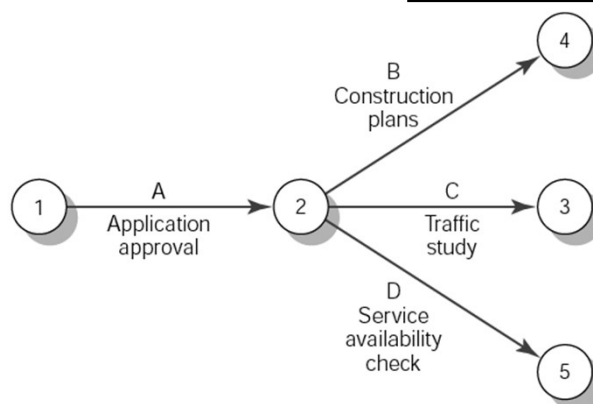 4
B
Construction
plans
A
C
1
2
3
Application
approval
Traffic
study
D
Service
availability
check
5